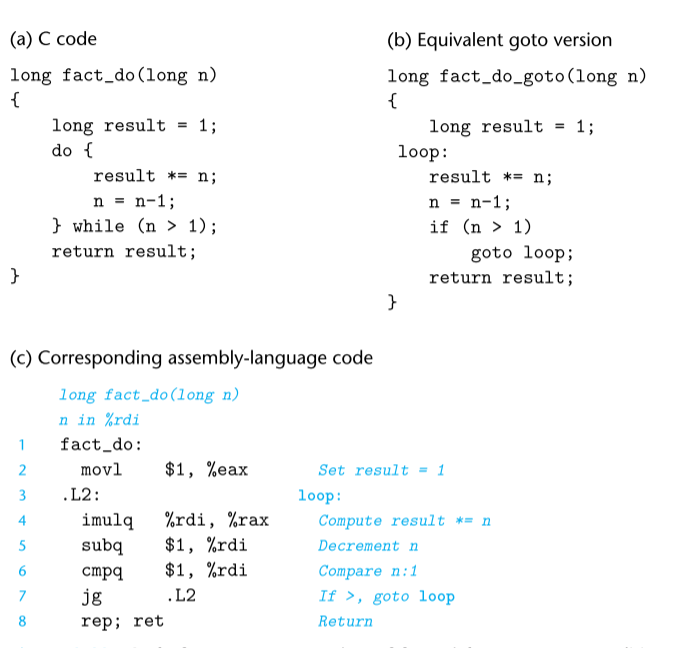 (a) C code
long fact_do(long n)
{
    long result = 1;
    do {
        result *= n;
        n = n-1;
    } while (n > 1);
    return result;
}
(b) Equivalent goto version
long fact_do_goto(long n)
{
    long result = 1;
 loop:
    result *= n;
    n = n-1;
    if (n > 1)
        goto loop;
    return result;
}
(c) Corresponding assembly-language code
long fact_do(long n)
n in %rdi
1 fact_do:
2 movl $1, %eax Set result = 1
3 .L2: loop:
4 imulq %rdi, %rax Compute result *= n
5 subq $1, %rdi Decrement n
6 cmpq $1, %rdi Compare n:1
7 jg .L2 If >, goto loop
8 rep; ret Return